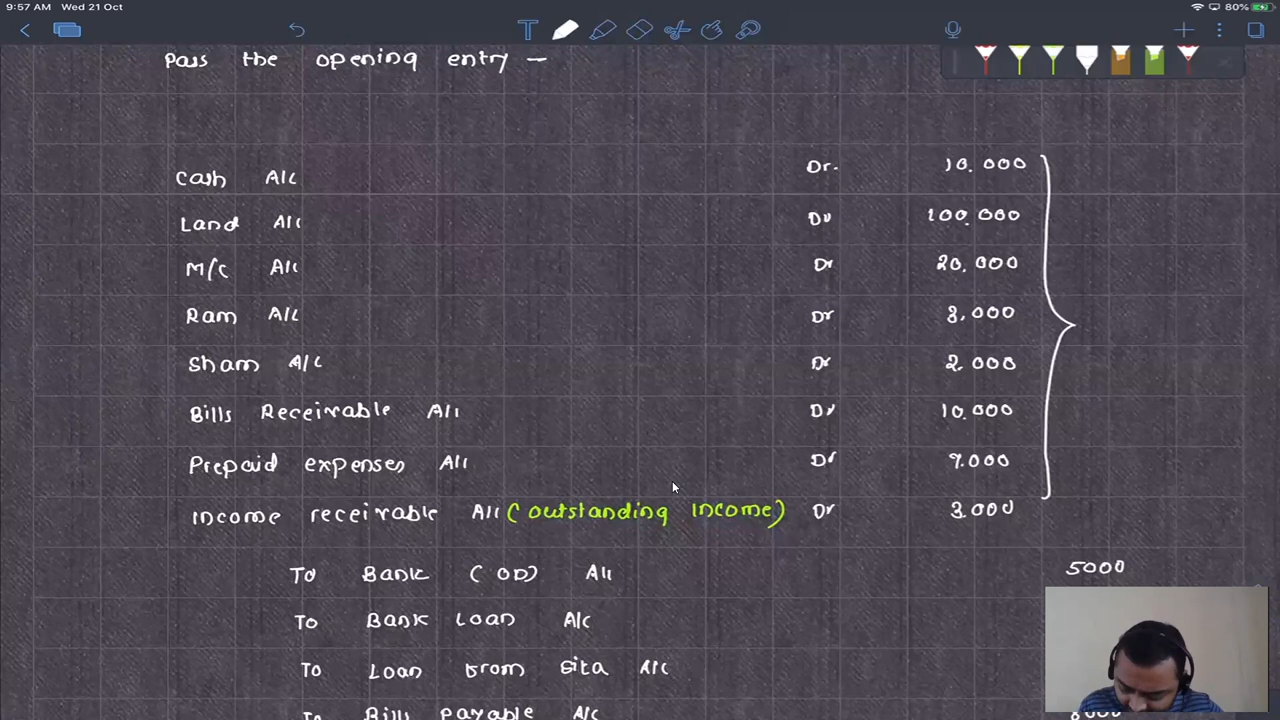 9:57 AM Wed 21 Oct 80%
Pass the opening entry -
Cash A/c Dr. 10.000
Land A/c Dr 100.000
M/c A/c Dr 20.000
Ram A/c Dr 8.000
Sham A/c Dr 2.000
Bills Receivable A/c Dr 10.000
Prepaid expenses A/c Dr 7.000
Income receivable A/c (outstanding income) Dr 3.000
To Bank (OD) A/c 5000
To Bank Loan A/c
To Loan from Sita A/c
To Bills payable A/c